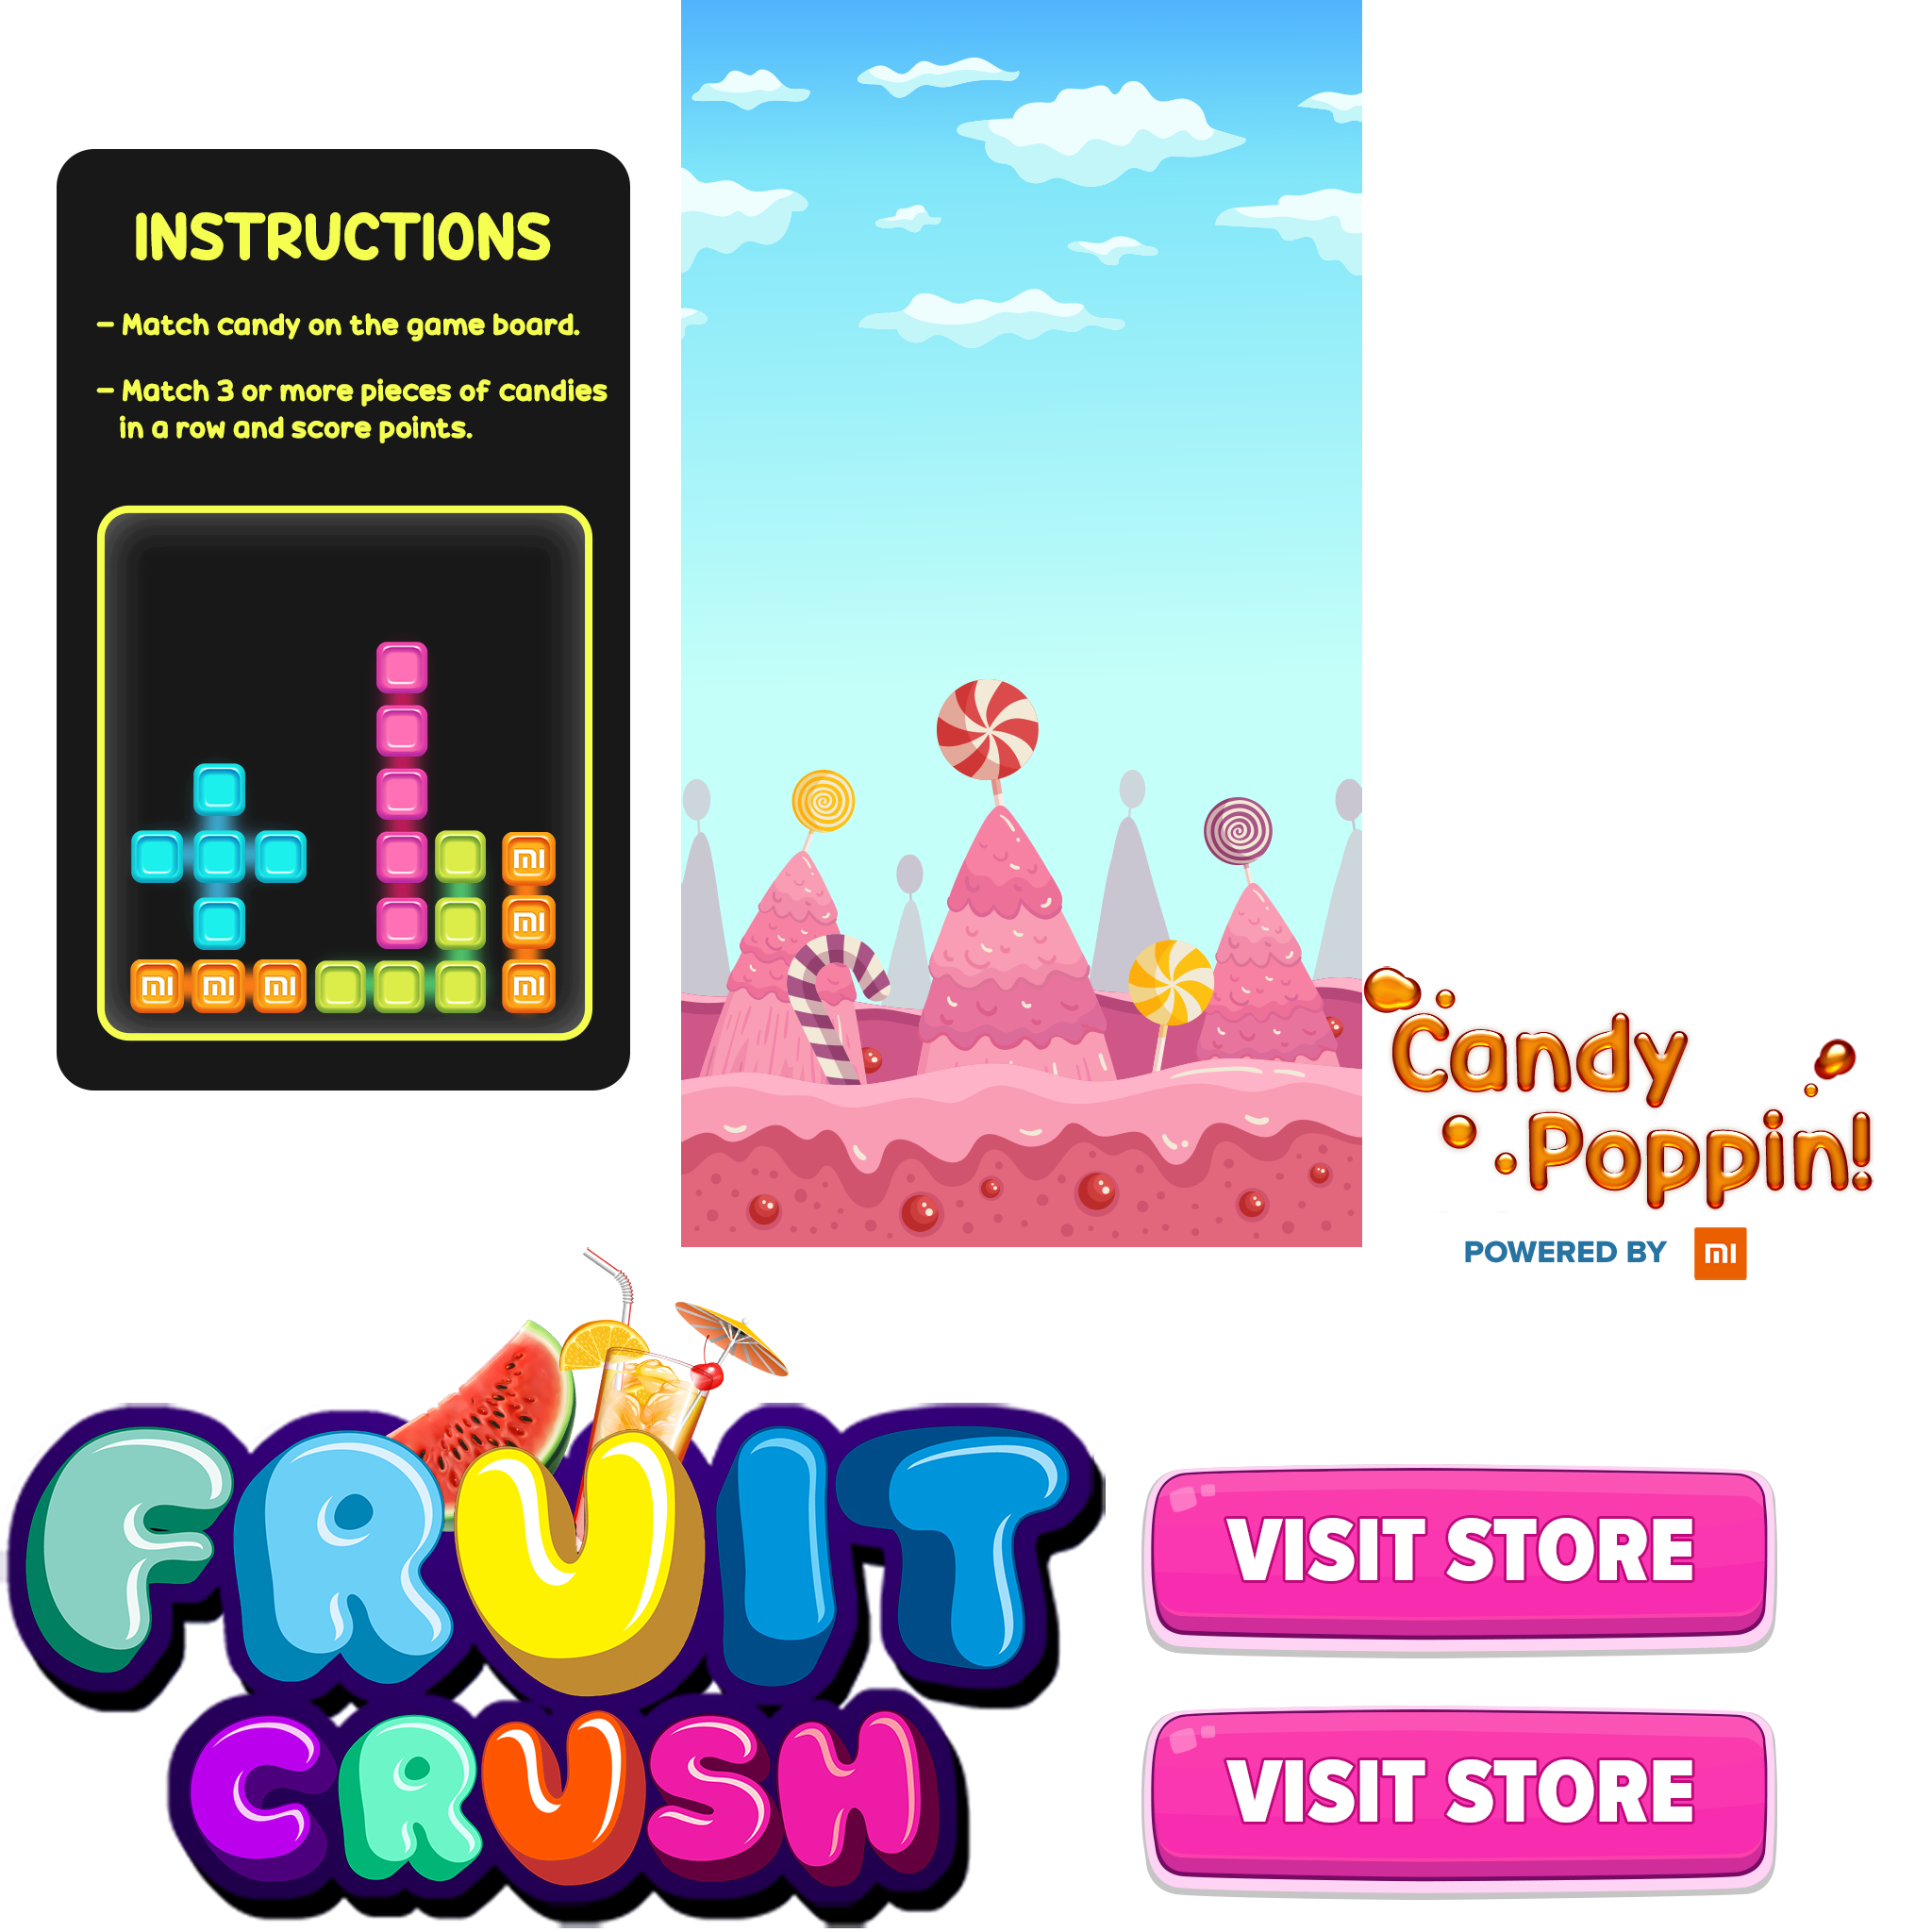 INSTRUCTIONS
- Match candy on the game board.
- Match 3 or more pieces of candies
in a row and score points.
mi
mi
mi mi mi mi
Candy
Poppin!
POWERED BY mi
FRUIT
CRUSH
VISIT STORE
VISIT STORE